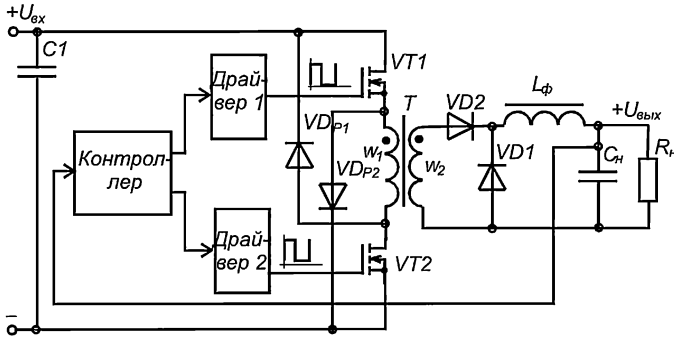 +Uвх
C1
Драй-
вер 1
VT1
T
VD2
Lф
+Uвых
VDP1
Контрол-
лер
w1
VDP2
w2
VD1
Cн
Rн
Драй-
вер 2
VT2
–